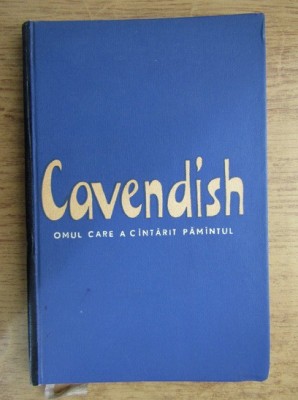 Cavendish
OMUL CARE A CÎNTĂRIT PĂMÎNTUL